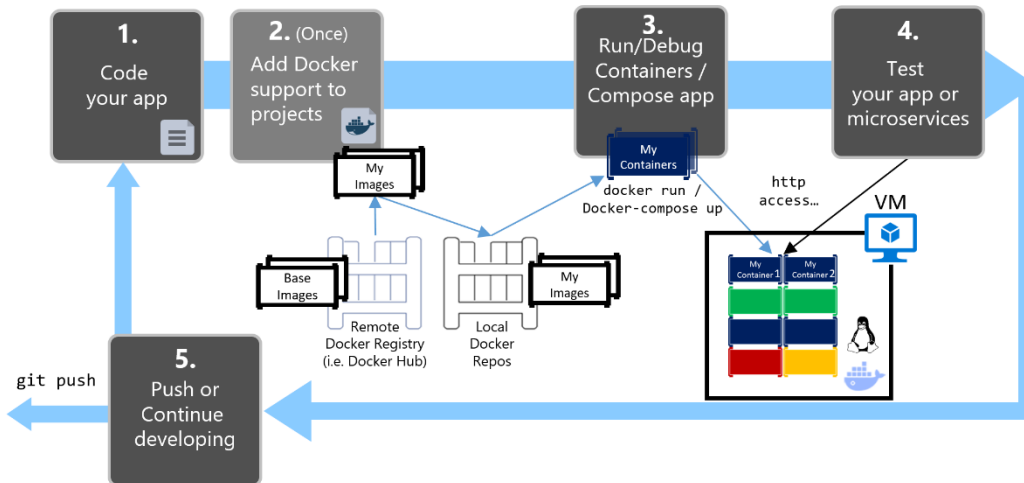 1.
Code
your app
2. (Once)
Add Docker
support to
projects
3.
Run/Debug
Containers /
Compose app
4.
Test
your app or
microservices
My
Images
My
Containers
docker run /
Docker-compose up
http
access…
VM
Base
Images
My
Images
My
Container 1
My
Container 2
Remote
Docker Registry
(i.e. Docker Hub)
Local
Docker
Repos
5.
Push or
Continue
developing
git push